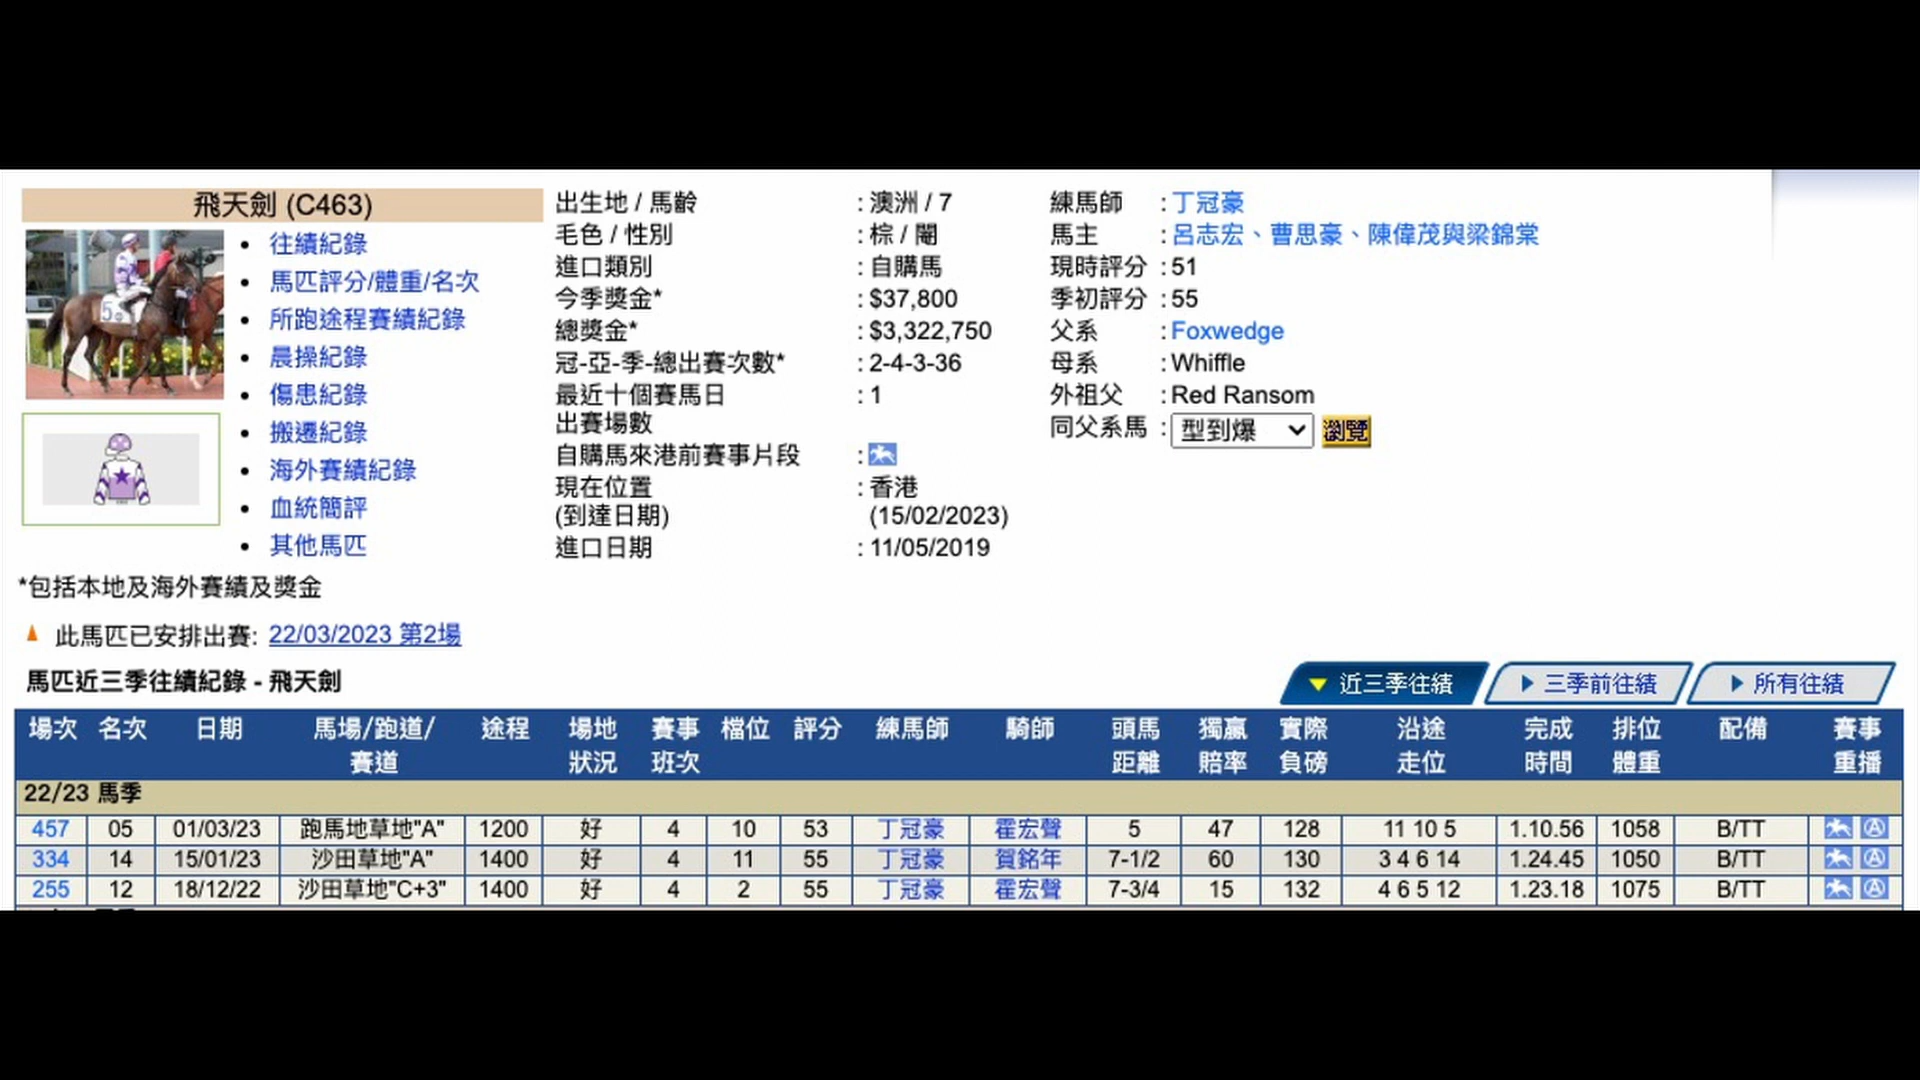 飛天劍 (C463)
往績紀錄
馬匹評分/體重/名次
所跑途程賽績紀錄
晨操紀錄
傷患紀錄
搬遷紀錄
海外賽績紀錄
血統簡評
其他馬匹
出生地 / 馬齡 : 澳洲 / 7
毛色 / 性別 : 棕 / 閹
進口類別 : 自購馬
今季獎金* : $37,800
總獎金* : $3,322,750
冠-亞-季-總出賽次數* : 2-4-3-36
最近十個賽馬日 : 1
出賽場數
自購馬來港前賽事片段 :
現在位置 : 香港
(到達日期) (15/02/2023)
進口日期 : 11/05/2019
練馬師 : 丁冠豪
馬主 : 呂志宏、曹思豪、陳偉茂與梁錦棠
現時評分 : 51
季初評分 : 55
父系 : Foxwedge
母系 : Whiffle
外祖父 : Red Ransom
同父系馬 : 型到爆 瀏覽
*包括本地及海外賽績及獎金
此馬匹已安排出賽: 22/03/2023 第2場
馬匹近三季往績紀錄 - 飛天劍
近三季往績 三季前往績 所有往績
場次 名次 日期 馬場/跑道/ 途程 場地 賽事 檔位 評分 練馬師 騎師 頭馬 獨贏 實際 沿途 完成 排位 配備 賽事
賽道 狀況 班次 距離 賠率 負磅 走位 時間 體重 重播
22/23 馬季
457 05 01/03/23 跑馬地草地"A" 1200 好 4 10 53 丁冠豪 霍宏聲 5 47 128 11 10 5 1.10.56 1058 B/TT
334 14 15/01/23 沙田草地"A" 1400 好 4 11 55 丁冠豪 賀銘年 7-1/2 60 130 3 4 6 14 1.24.45 1050 B/TT
255 12 18/12/22 沙田草地"C+3" 1400 好 4 2 55 丁冠豪 霍宏聲 7-3/4 15 132 4 6 5 12 1.23.18 1075 B/TT